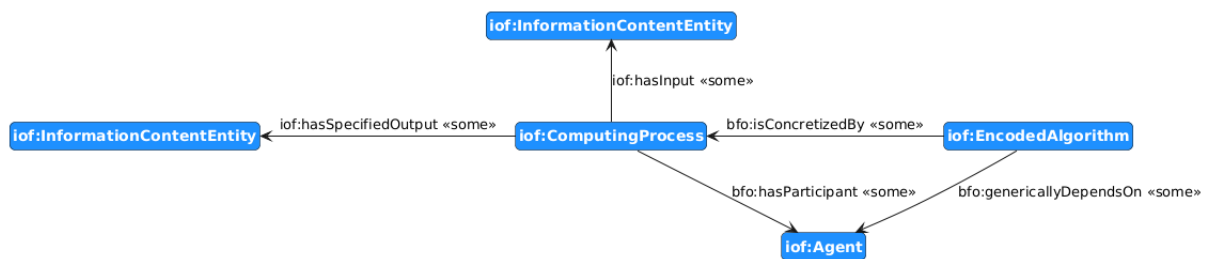 iof:InformationContentEntity
iof:hasInput «some»
iof:hasSpecifiedOutput «some»
bfo:isConcretizedBy «some»
iof:InformationContentEntity
iof:ComputingProcess
iof:EncodedAlgorithm
bfo:hasParticipant «some»
bfo:genericallyDependsOn «some»
iof:Agent